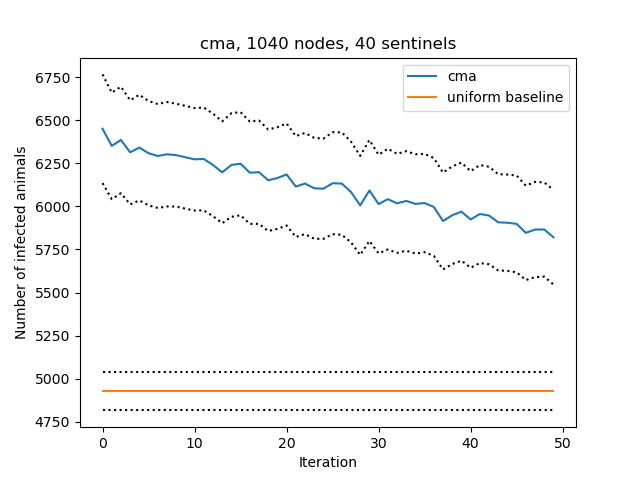 cma, 1040 nodes, 40 sentinels
cma
uniform baseline
Number of infected animals
6750
6500
6250
6000
5750
5500
5250
5000
4750
0 10 20 30 40 50
Iteration